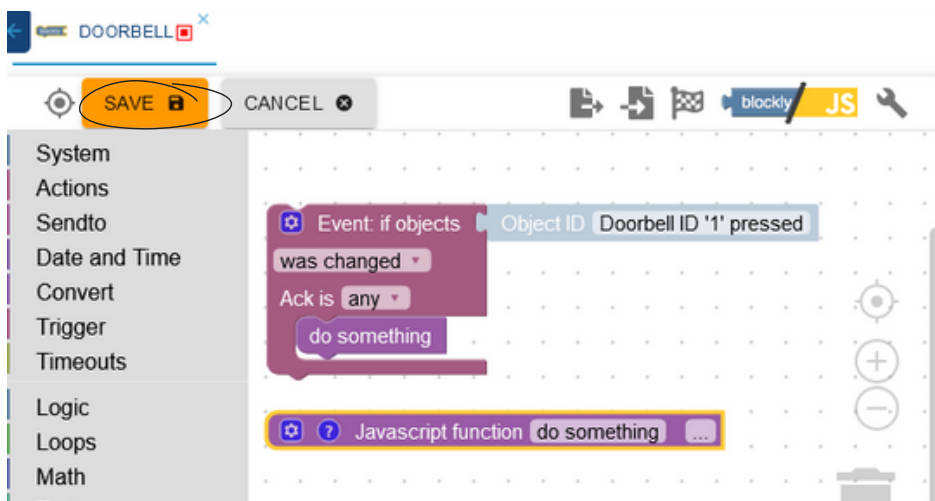 DOORBELL
SAVE CANCEL
blockly JS
System
Actions
Sendto
Date and Time
Convert
Trigger
Timeouts
Logic
Loops
Math
Event: if objects Object ID Doorbell ID '1' pressed
was changed
Ack is any
do something
? Javascript function do something ...